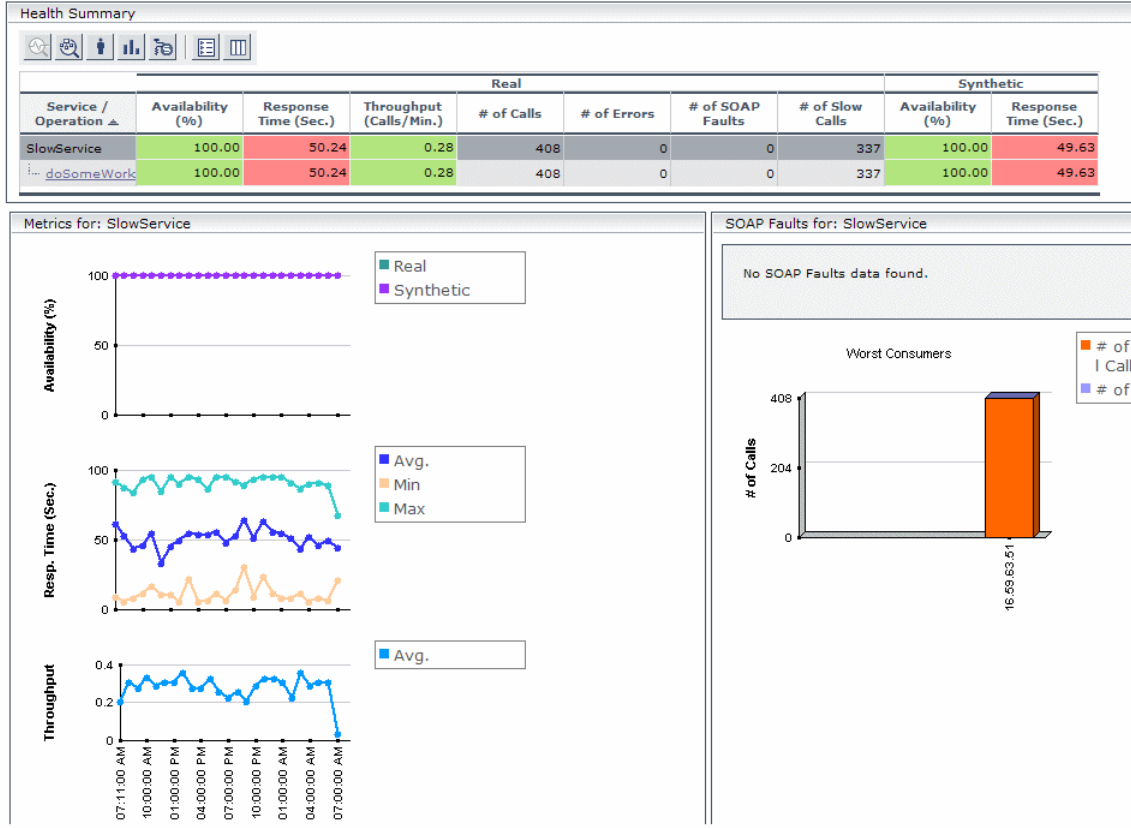 Health Summary
Real Synthetic
Service / Operation Availability (%) Response Time (Sec.) Throughput (Calls/Min.) # of Calls # of Errors # of SOAP Faults # of Slow Calls Availability (%) Response Time (Sec.)
SlowService 100.00 50.24 0.28 408 0 0 337 100.00 49.63
doSomeWork 100.00 50.24 0.28 408 0 0 337 100.00 49.63
Metrics for: SlowService
Availability (%)
100
50
0
Real
Synthetic
Resp. Time (Sec.)
100
50
0
Avg.
Min
Max
Throughput
0.4
0.2
0
Avg.
07:11:00 AM
10:00:00 AM
01:00:00 PM
04:00:00 PM
07:00:00 PM
10:00:00 PM
01:00:00 AM
04:00:00 AM
07:00:00 AM
SOAP Faults for: SlowService
No SOAP Faults data found.
Worst Consumers
# of Calls
408
204
0
16.59.63.51
# of
l Call
# of